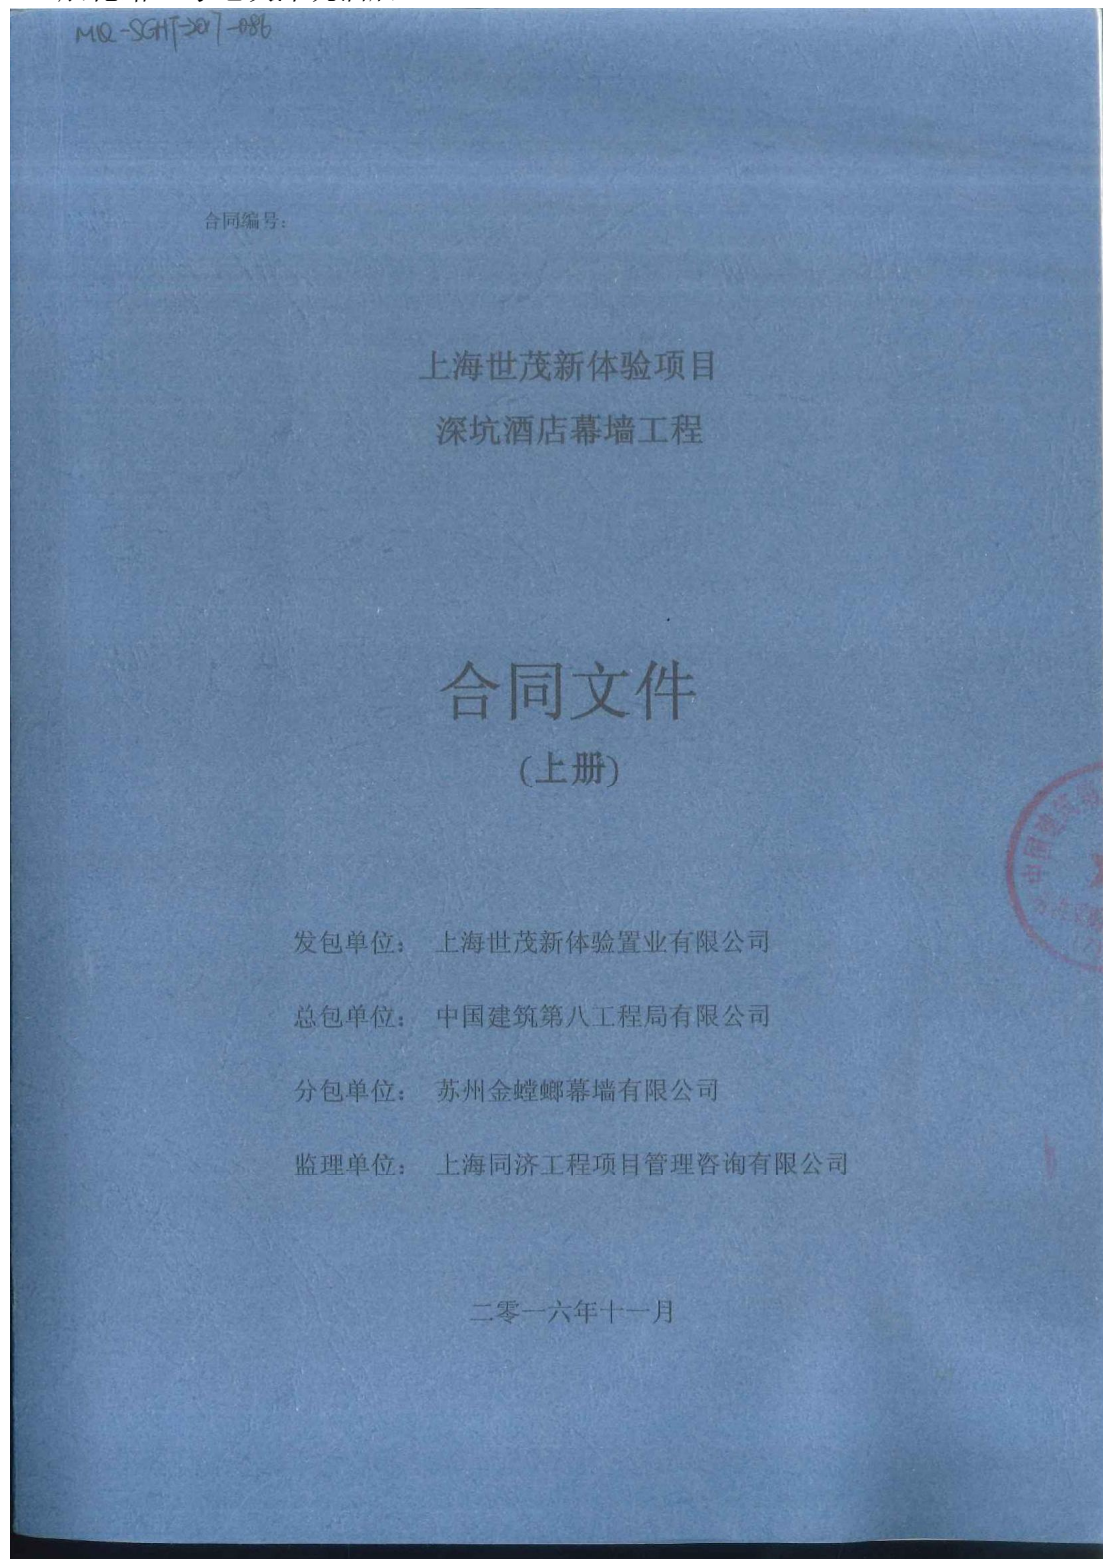 MQ-SGHT-2017-086
合同编号:
上海世茂新体验项目
深坑酒店幕墙工程
合同文件
(上册)
发包单位： 上海世茂新体验置业有限公司
总包单位： 中国建筑第八工程局有限公司
分包单位： 苏州金螳螂幕墙有限公司
监理单位： 上海同济工程项目管理咨询有限公司
二零一六年十一月
中国建筑第